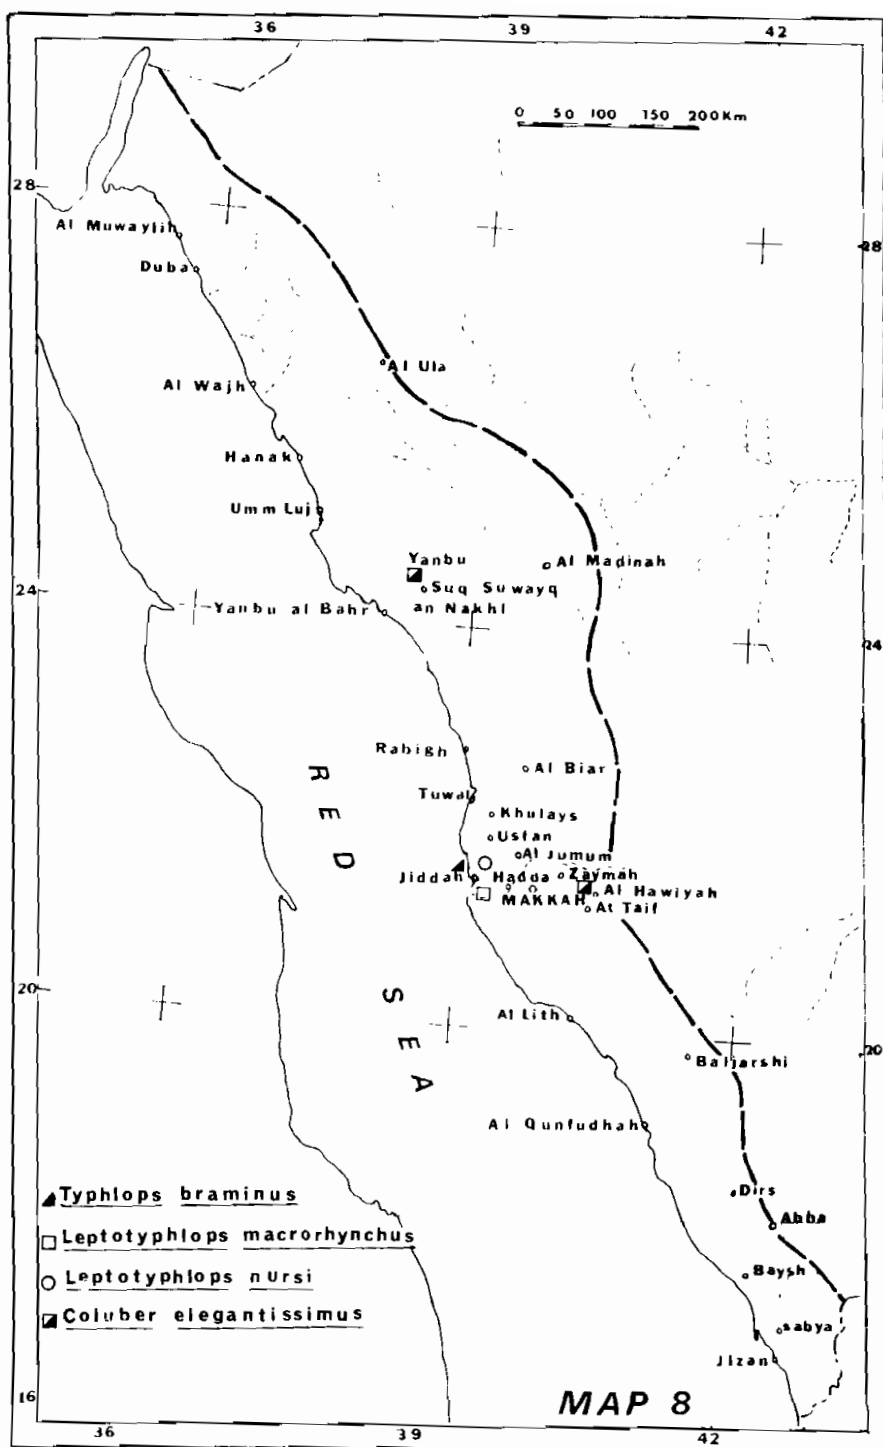 36 39 42
0 50 100 150 200 Km
28
Al Muwaylih
28
Duba
Al Ula
Al Wajh
Hanak
Umm Luj
Yanbu
Al Madinah
24
Suq Suwayq
Yanbu al Bahr
an Nakhl
24
Rabigh
Al Biar
Tuwal
Khulays
Usfan
Al Jumum
Jiddah
Hadda
Zaymah
MAKKAH
Al Hawiyah
At Taif
RED SEA
20
Al Lith
20
Baljarshi
Al Qunfudhah
Typhlops braminus
Dirs
Abha
Leptotyphlops macrorhynchus
Leptotyphlops nursi
Baysh
Coluber elegantissimus
sabya
Jizan
16
MAP 8
36 39 42